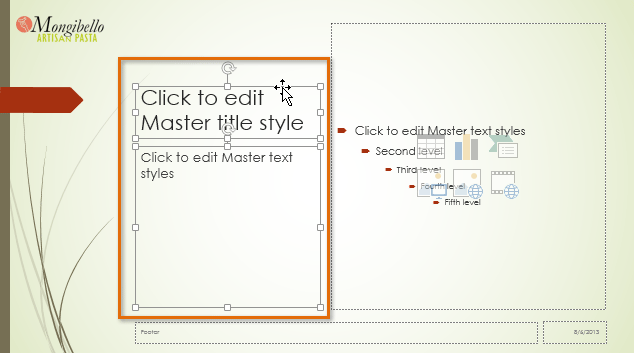 Mongibello
ARTISAN PASTA
Click to edit
Master title style
Click to edit Master text
styles
Click to edit Master text styles
Second level
Third level
Fourth level
Fifth level
Footer
8/6/2013